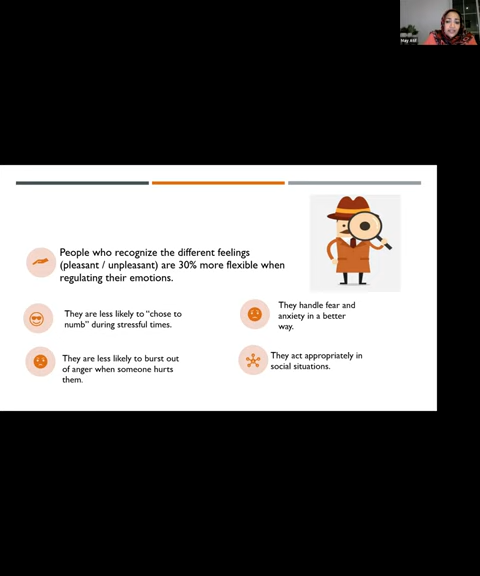 People who recognize the different feelings
(pleasant / unpleasant) are 30% more flexible when
regulating their emotions.
They are less likely to “chose to
numb” during stressful times.
They handle fear and
anxiety in a better
way.
They are less likely to burst out
of anger when someone hurts
them.
They act appropriately in
social situations.